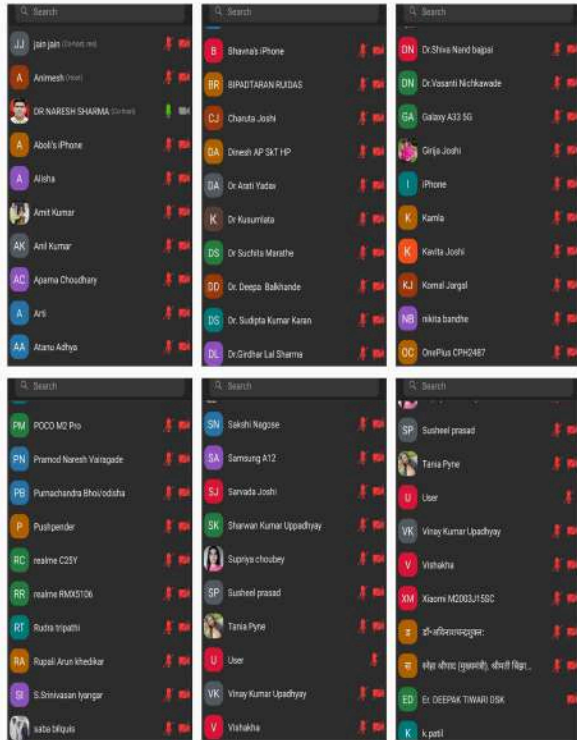 Search
JJ jain jain (Co-host, me)
A Animesh (Host)
DR.NARESH SHARMA (Co-host)
A Aboli's iPhone
A Alisha
Amit Kumar
AK Anil Kumar
AC Aparna Choudhary
A Arti
AA Atanu Adhya
Search
B Bhavna's iPhone
BR BIPADTARAN RUIDAS
CJ Charuta Joshi
DA Dinesh AP SKT HP
DA Dr Arati Yadav
K Dr Kusumlata
DS Dr Suchita Marathe
DD Dr. Deepa Balkhande
DS Dr. Sudipta Kumar Karan
DL Dr.Girdhar Lal Sharma
Search
DN Dr.Shiva Nand bajpai
DN Dr.Vasanti Nichkawade
GA Galaxy A33 5G
Girija Joshi
I iPhone
K Kamla
K Kavita Joshi
KJ Komal Jargal
NB nikita bandhe
OC OnePlus CPH2487
Search
PM POCO M2 Pro
PN Pramod Naresh Vairagade
PB Purnachandra Bhoi/odisha
P Pushpender
RC realme C25Y
RR realme RMX5106
RT Rudra tripathi
RA Rupali Arun khedikar
SI S.Srinivasan Iyangar
saba bilquis
Search
SN Sakshi Nagose
SA Samsung A12
SJ Sarvada Joshi
SK Sharwan Kumar Uppadhyay
Supriya choubey
SP Susheel prasad
Tania Pyne
U User
VK Vinay Kumar Upadhyay
V Vishakha
Search
SP Susheel prasad
Tania Pyne
U User
VK Vinay Kumar Upadhyay
V Vishakha
XM Xiaomi M2003J15SC
ड
स स्नेहा श्रीपाद (मुख्यमंत्री), श्रीमती
ED Er. DEEPAK TIWARI DSK
K k.patil